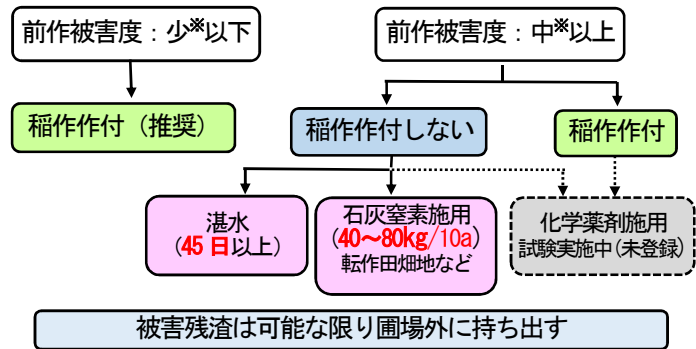 前作被害度：少※以下
前作被害度：中※以上
稲作作付（推奨）
稲作作付しない
稲作作付
湛水
（45日以上）
石灰窒素施用
（40～80kg/10a）
転作田畑地など
化学薬剤施用
試験実施中（未登録）
被害残渣は可能な限り圃場外に持ち出す